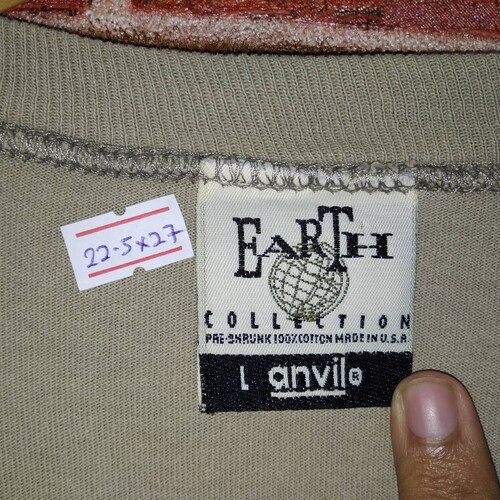 22-5x27
EARTH
COLLECTION
PRE-SHRUNK 100% COTTON MADE IN U.S.A.
L anvil®